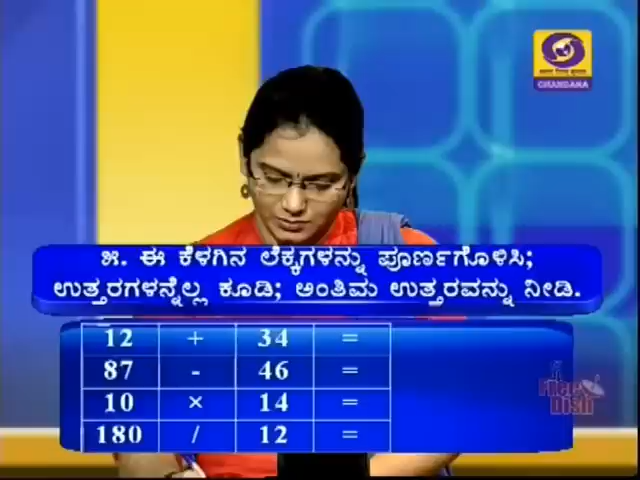 CHANDANA
೫. ಈ ಕೆಳಗಿನ ಲೆಕ್ಕಗಳನ್ನು ಪೂರ್ಣಗೊಳಿಸಿ;
ಉತ್ತರಗಳನ್ನೆಲ್ಲ ಕೂಡಿ; ಅಂತಿಮ ಉತ್ತರವನ್ನು ನೀಡಿ.
12 + 34 =
87 - 46 =
10 × 14 =
180 / 12 =
Free
Dish